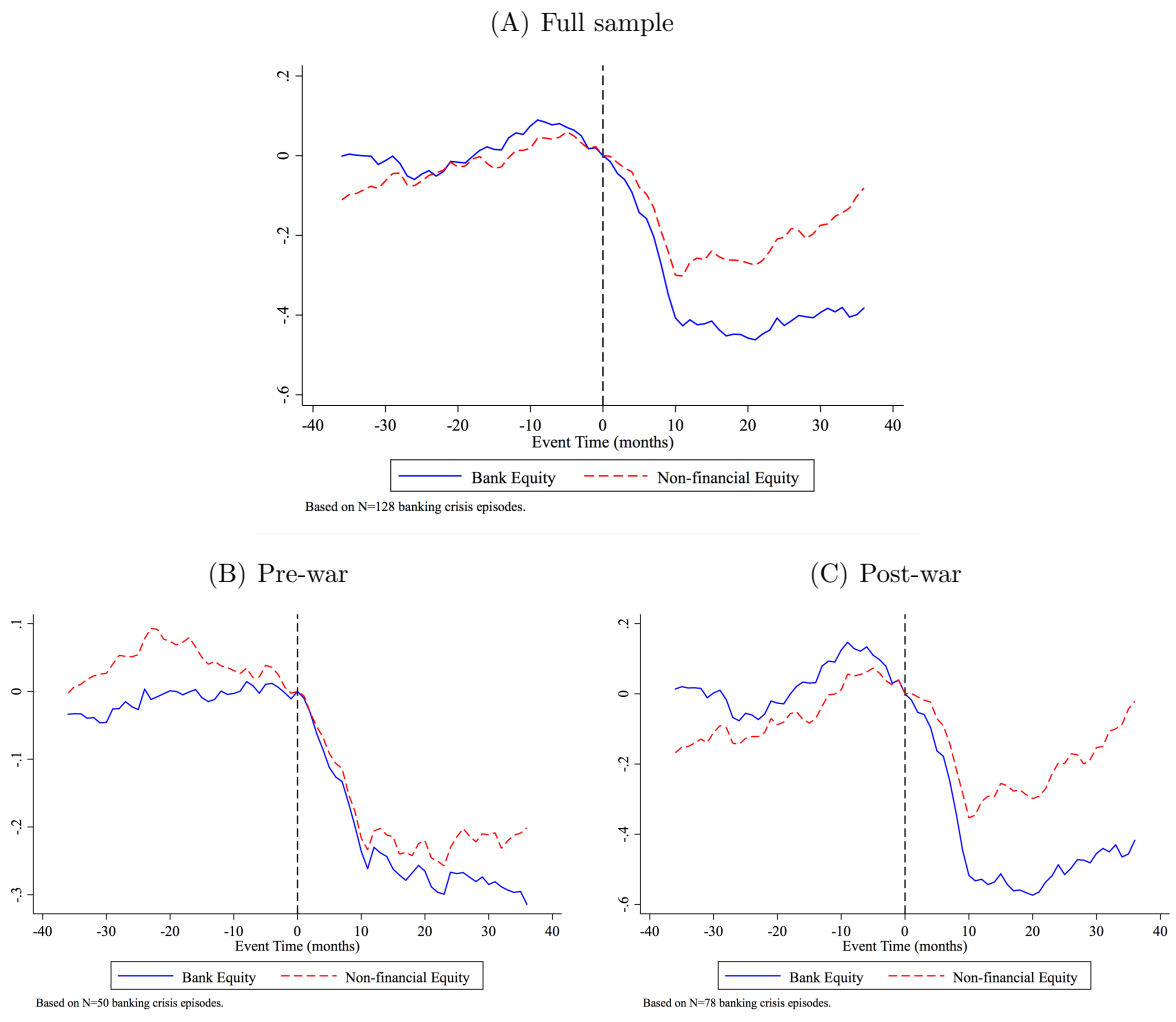 (A) Full sample
.2
0
-.2
-.4
-.6
-40 -30 -20 -10 0 10 20 30 40
Event Time (months)
Bank Equity Non-financial Equity
Based on N=128 banking crisis episodes.
(B) Pre-war
.1
0
-.1
-.2
-.3
-40 -30 -20 -10 0 10 20 30 40
Event Time (months)
Bank Equity Non-financial Equity
Based on N=50 banking crisis episodes.
(C) Post-war
.2
0
-.2
-.4
-.6
-40 -30 -20 -10 0 10 20 30 40
Event Time (months)
Bank Equity Non-financial Equity
Based on N=78 banking crisis episodes.